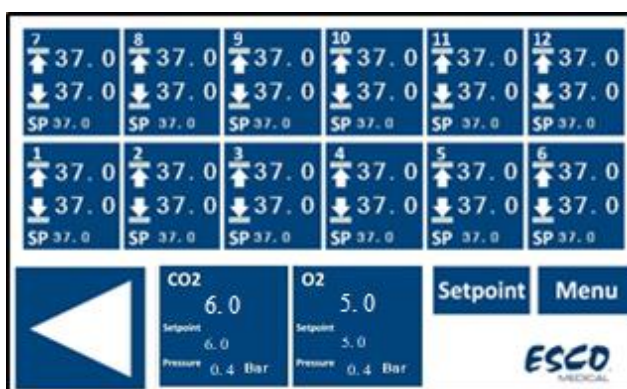 7 8 9 10 11 12
37.0 37.0 37.0 37.0 37.0 37.0
37.0 37.0 37.0 37.0 37.0 37.0
SP 37.0 SP 37.0 SP 37.0 SP 37.0 SP 37.0 SP 37.0
1 2 3 4 5 6
37.0 37.0 37.0 37.0 37.0 37.0
37.0 37.0 37.0 37.0 37.0 37.0
SP 37.0 SP 37.0 SP 37.0 SP 37.0 SP 37.0 SP 37.0
CO2
6.0
Setpoint
6.0
Pressure 0.4 Bar
O2
5.0
Setpoint
5.0
Pressure 0.4 Bar
Setpoint
Menu
ESCO
MEDICAL